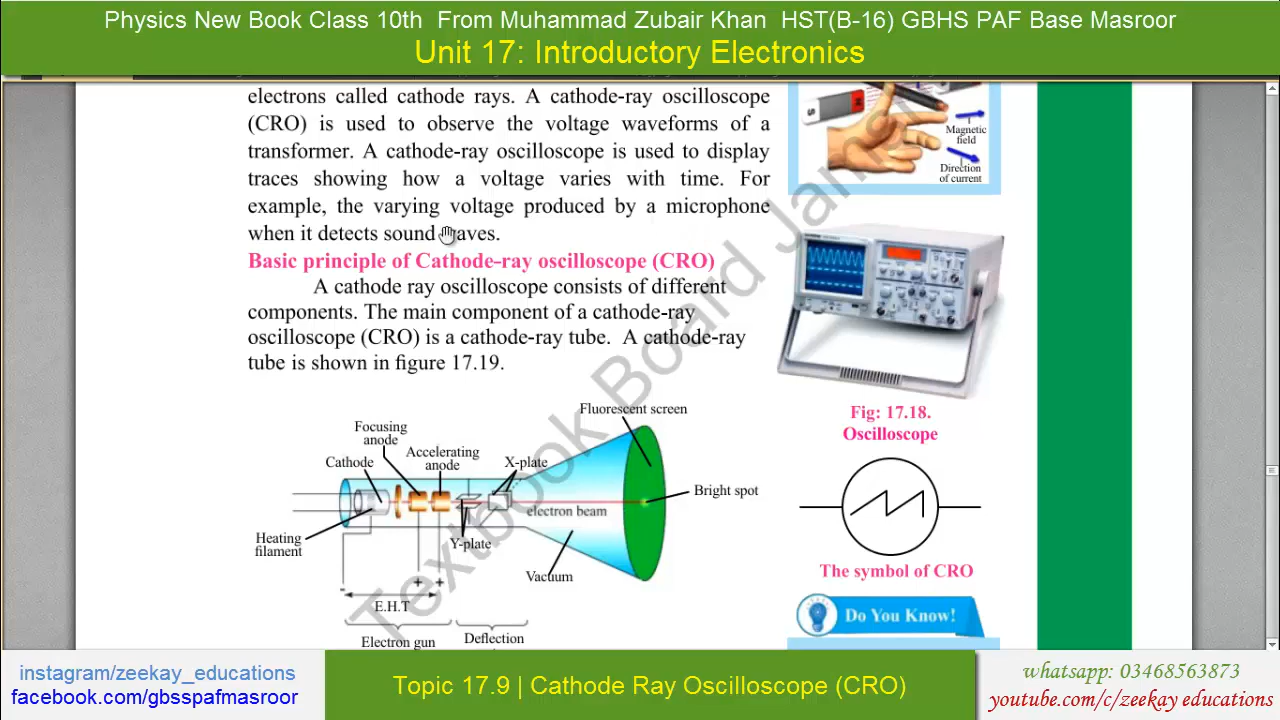 Physics New Book Class 10th From Muhammad Zubair Khan HST(B-16) GBHS PAF Base Masroor
Unit 17: Introductory Electronics
electrons called cathode rays. A cathode-ray oscilloscope
(CRO) is used to observe the voltage waveforms of a
transformer. A cathode-ray oscilloscope is used to display
traces showing how a voltage varies with time. For
example, the varying voltage produced by a microphone
when it detects sound waves.
Basic principle of Cathode-ray oscilloscope (CRO)
A cathode ray oscilloscope consists of different
components. The main component of a cathode-ray
oscilloscope (CRO) is a cathode-ray tube. A cathode-ray
tube is shown in figure 17.19.
Fluorescent screen
Focusing
anode
Accelerating
anode
Cathode
X-plate
Bright spot
electron beam
Heating
filament
Y-plate
Vacuum
- + +
E.H.T
Electron gun
Deflection
Magnetic
field
Direction
of current
Fig: 17.18.
Oscilloscope
The symbol of CRO
Do You Know!
Textbook Board Jams
instagram/zeekay_educations
facebook.com/gbsspafmasroor
Topic 17.9 | Cathode Ray Oscilloscope (CRO)
whatsapp: 03468563873
youtube.com/c/zeekay educations